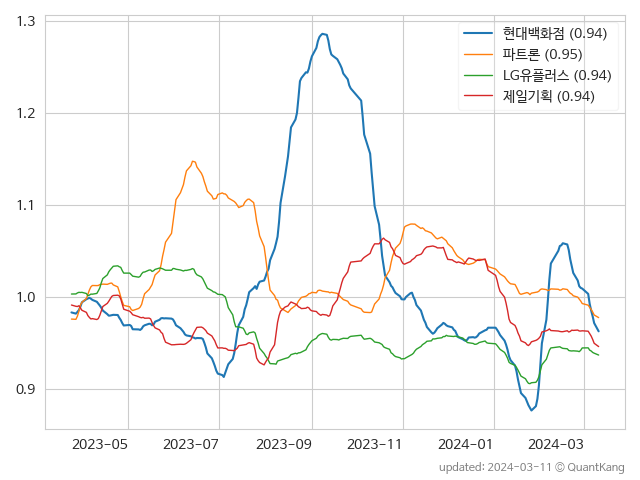 1.3
1.2
1.1
1.0
0.9
현대백화점 (0.94)
파트론 (0.95)
LG유플러스 (0.94)
제일기획 (0.94)
2023-05 2023-07 2023-09 2023-11 2024-01 2024-03
updated: 2024-03-11 © QuantKang